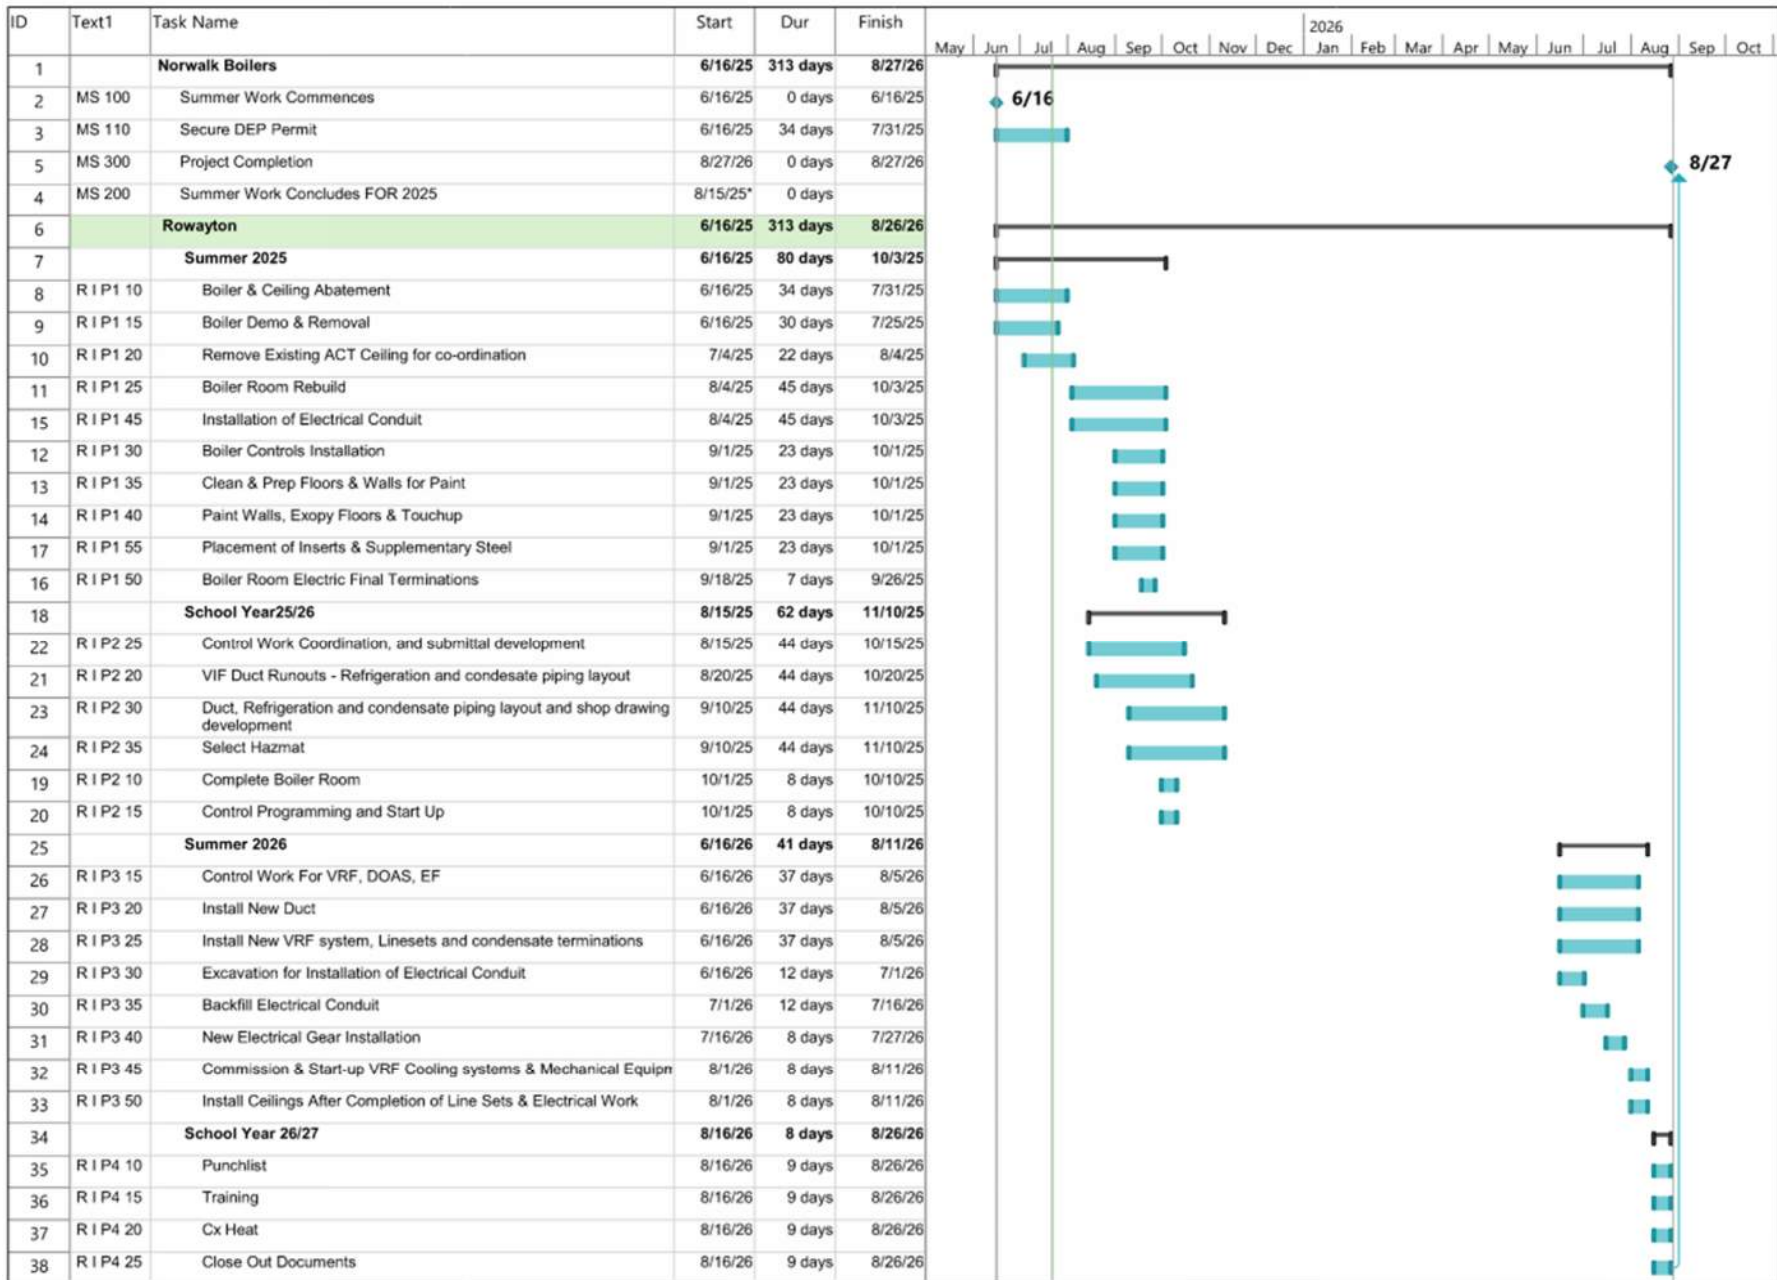 ID Text1 Task Name Start Dur Finish
2026
May Jun Jul Aug Sep Oct Nov Dec Jan Feb Mar Apr May Jun Jul Aug Sep Oct
1 Norwalk Boilers 6/16/25 313 days 8/27/26
2 MS 100 Summer Work Commences 6/16/25 0 days 6/16/25 6/16
3 MS 110 Secure DEP Permit 6/16/25 34 days 7/31/25
5 MS 300 Project Completion 8/27/26 0 days 8/27/26 8/27
4 MS 200 Summer Work Concludes FOR 2025 8/15/25* 0 days
6 Rowayton 6/16/25 313 days 8/26/26
7 Summer 2025 6/16/25 80 days 10/3/25
8 R I P1 10 Boiler & Ceiling Abatement 6/16/25 34 days 7/31/25
9 R I P1 15 Boiler Demo & Removal 6/16/25 30 days 7/25/25
10 R I P1 20 Remove Existing ACT Ceiling for co-ordination 7/4/25 22 days 8/4/25
11 R I P1 25 Boiler Room Rebuild 8/4/25 45 days 10/3/25
15 R I P1 45 Installation of Electrical Conduit 8/4/25 45 days 10/3/25
12 R I P1 30 Boiler Controls Installation 9/1/25 23 days 10/1/25
13 R I P1 35 Clean & Prep Floors & Walls for Paint 9/1/25 23 days 10/1/25
14 R I P1 40 Paint Walls, Exopy Floors & Touchup 9/1/25 23 days 10/1/25
17 R I P1 55 Placement of Inserts & Supplementary Steel 9/1/25 23 days 10/1/25
16 R I P1 50 Boiler Room Electric Final Terminations 9/18/25 7 days 9/26/25
18 School Year25/26 8/15/25 62 days 11/10/25
22 R I P2 25 Control Work Coordination, and submittal development 8/15/25 44 days 10/15/25
21 R I P2 20 VIF Duct Runouts - Refrigeration and condesate piping layout 8/20/25 44 days 10/20/25
23 R I P2 30 Duct, Refrigeration and condensate piping layout and shop drawing 9/10/25 44 days 11/10/25
development
24 R I P2 35 Select Hazmat 9/10/25 44 days 11/10/25
19 R I P2 10 Complete Boiler Room 10/1/25 8 days 10/10/25
20 R I P2 15 Control Programming and Start Up 10/1/25 8 days 10/10/25
25 Summer 2026 6/16/26 41 days 8/11/26
26 R I P3 15 Control Work For VRF, DOAS, EF 6/16/26 37 days 8/5/26
27 R I P3 20 Install New Duct 6/16/26 37 days 8/5/26
28 R I P3 25 Install New VRF system, Linesets and condensate terminations 6/16/26 37 days 8/5/26
29 R I P3 30 Excavation for Installation of Electrical Conduit 6/16/26 12 days 7/1/26
30 R I P3 35 Backfill Electrical Conduit 7/1/26 12 days 7/16/26
31 R I P3 40 New Electrical Gear Installation 7/16/26 8 days 7/27/26
32 R I P3 45 Commission & Start-up VRF Cooling systems & Mechanical Equipm 8/1/26 8 days 8/11/26
33 R I P3 50 Install Ceilings After Completion of Line Sets & Electrical Work 8/1/26 8 days 8/11/26
34 School Year 26/27 8/16/26 8 days 8/26/26
35 R I P4 10 Punchlist 8/16/26 9 days 8/26/26
36 R I P4 15 Training 8/16/26 9 days 8/26/26
37 R I P4 20 Cx Heat 8/16/26 9 days 8/26/26
38 R I P4 25 Close Out Documents 8/16/26 9 days 8/26/26